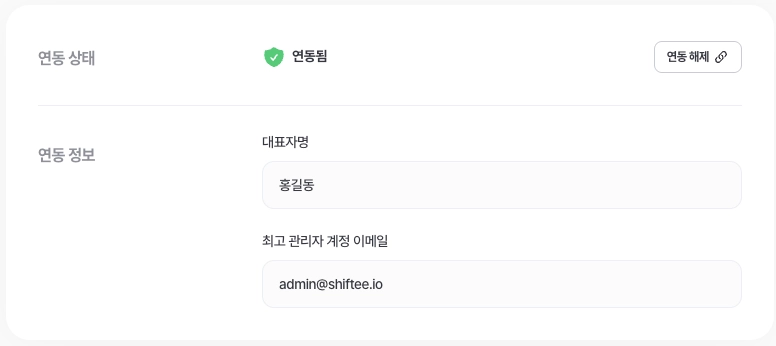 연동 상태
연동됨
연동 해제
연동 정보
대표자명
홍길동
최고 관리자 계정 이메일
admin@shiftee.io